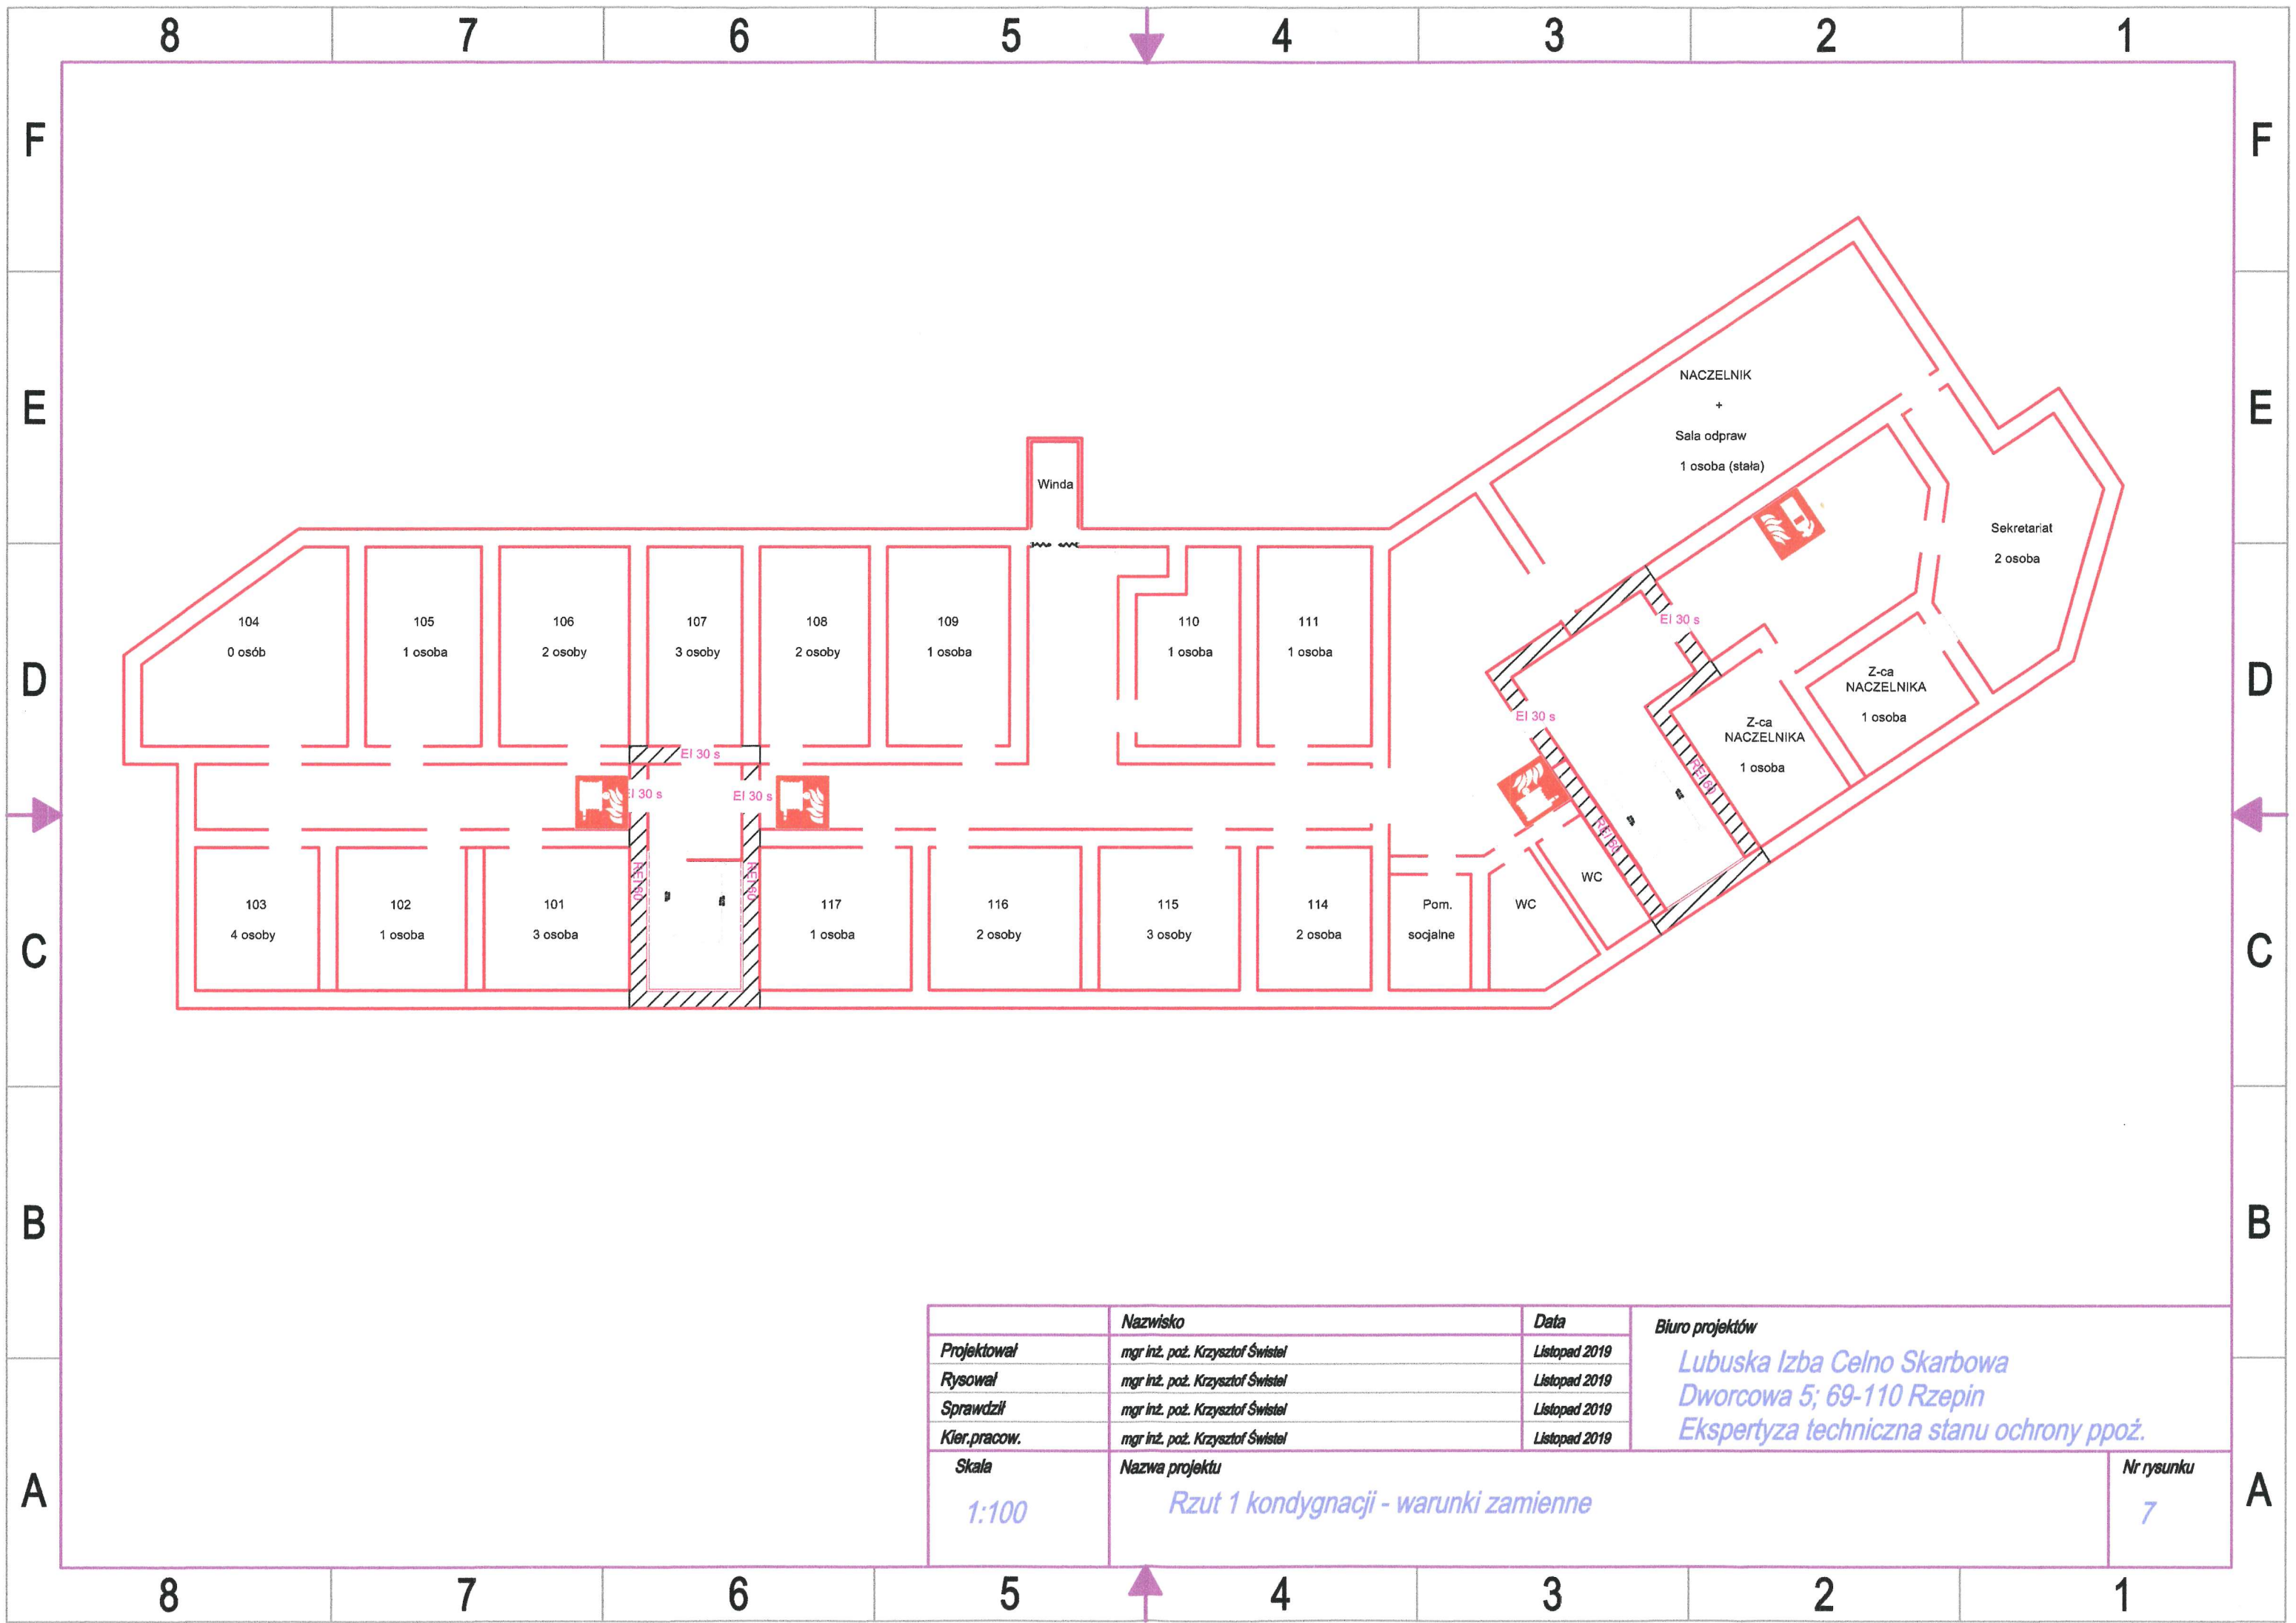 8 7 6 5 4 3 2 1
F F
E E
D D
C C
B B
A A
NACZELNIK
+
Sala odpraw
1 osoba (stała)
Winda
Sekretariat
2 osoba
104
0 osób
105
1 osoba
106
2 osoby
107
3 osoby
108
2 osoby
109
1 osoba
110
1 osoba
111
1 osoba
EI 30 s
EI 30 s
Z-ca
NACZELNIKA
1 osoba
Z-ca
NACZELNIKA
1 osoba
EI 30 s
EI 30 s
EI 30 s
REI 60
REI 60
REI 60
REI 60
103
4 osoby
102
1 osoba
101
3 osoba
117
1 osoba
116
2 osoby
115
3 osoby
114
2 osoba
Pom.
socjalne
WC
WC
Nazwisko Data
Projektował mgr inż. poż. Krzysztof Świstel Listopad 2019
Rysował mgr inż. poż. Krzysztof Świstel Listopad 2019
Sprawdził mgr inż. poż. Krzysztof Świstel Listopad 2019
Kier.pracow. mgr inż. poż. Krzysztof Świstel Listopad 2019
Biuro projektów
Lubuska Izba Celno Skarbowa
Dworcowa 5; 69-110 Rzepin
Ekspertyza techniczna stanu ochrony ppoż.
Skala
1:100
Nazwa projektu
Rzut 1 kondygnacji - warunki zamienne
Nr rysunku
7
8 7 6 5 4 3 2 1